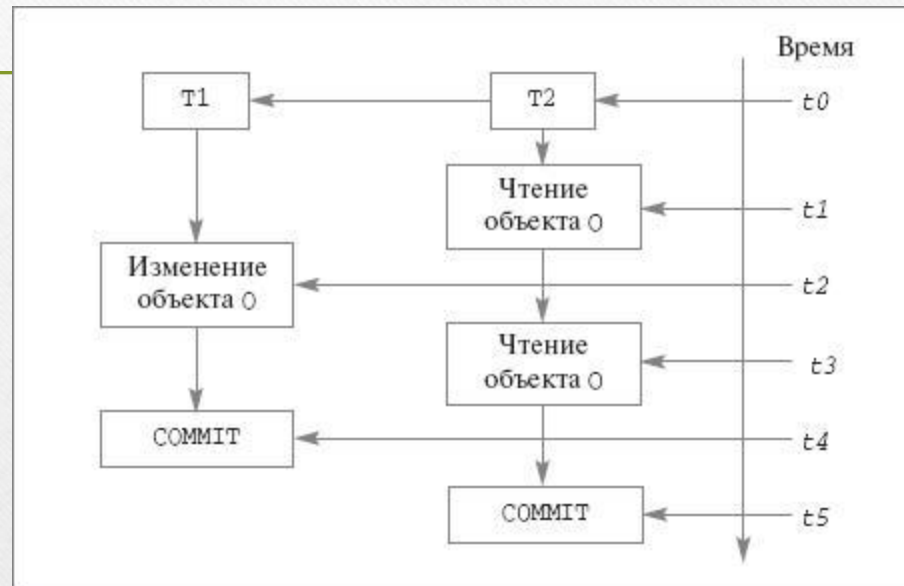 Время
T1
T2
t0
Чтение
объекта O
t1
Изменение
объекта O
t2
Чтение
объекта O
t3
COMMIT
t4
COMMIT
t5